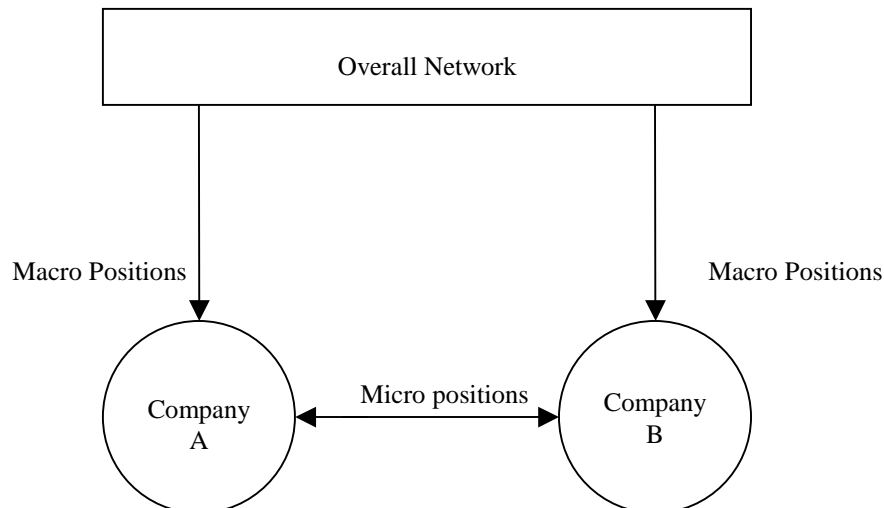 Overall Network
Macro Positions
Macro Positions
Micro positions
Company
A
Company
B